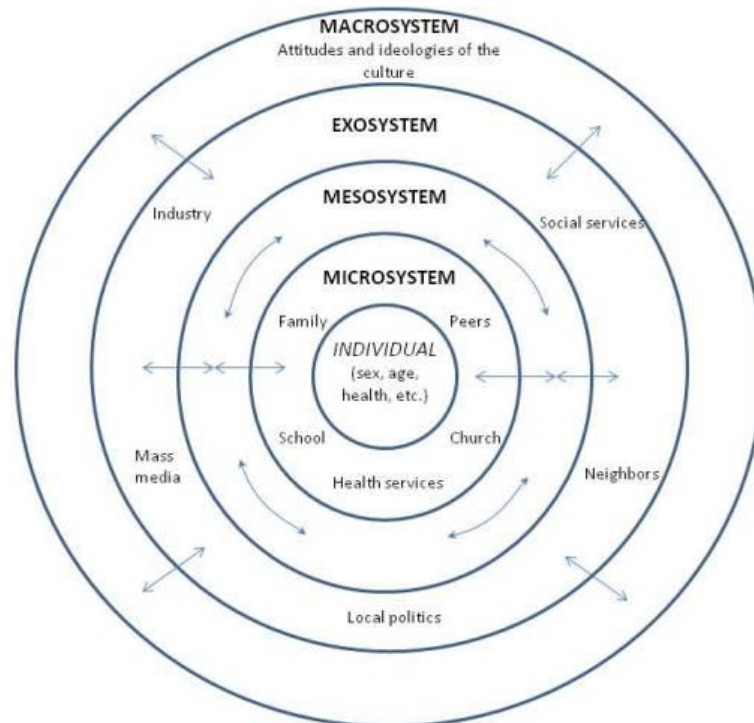 MACROSYSTEM
Attitudes and ideologies of the
culture
EXOSYSTEM
MESOSYSTEM
Industry
Social services
MICROSYSTEM
Family
Peers
INDIVIDUAL
(sex, age,
health, etc.)
School
Church
Mass
media
Health services
Neighbors
Local politics